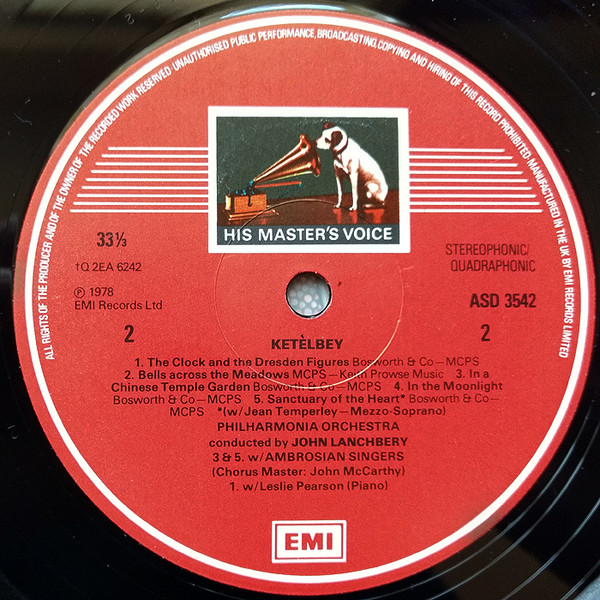 ALL RIGHTS OF THE PRODUCER AND OF THE OWNER OF THE RECORDED WORK RESERVED · UNAUTHORISED PUBLIC PERFORMANCE, BROADCASTING, COPYING AND HIRING OF THIS RECORD PROHIBITED · MANUFACTURED IN THE UK BY EMI RECORDS LIMITED
HIS MASTER'S VOICE
33⅓
STEREOPHONIC/
QUADRAPHONIC
†Q 2EA 6242
℗ 1978
EMI Records Ltd
ASD 3542
2
2
KETÈLBEY
1. The Clock and the Dresden Figures Bosworth & Co—MCPS
2. Bells across the Meadows MCPS—Keith Prowse Music 3. In a
Chinese Temple Garden Bosworth & Co—MCPS 4. In the Moonlight
Bosworth & Co—MCPS 5. Sanctuary of the Heart* Bosworth & Co—
MCPS *(w/Jean Temperley—Mezzo-Soprano)
PHILHARMONIA ORCHESTRA
conducted by JOHN LANCHBERY
3 & 5. w/AMBROSIAN SINGERS
(Chorus Master: John McCarthy)
1. w/Leslie Pearson (Piano)
EMI